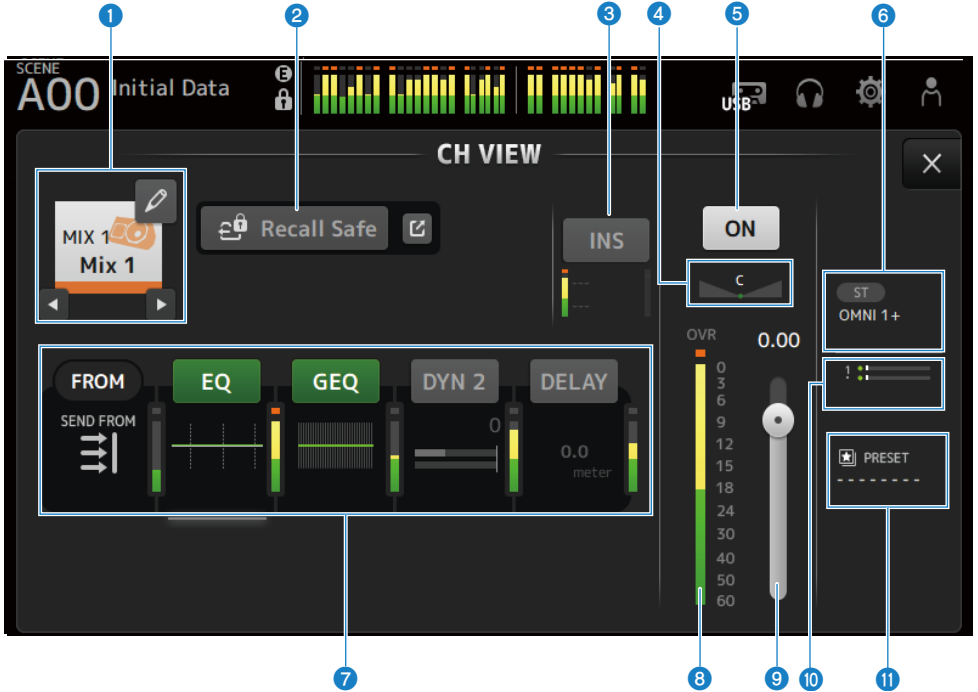 1 2 3 4 5 6
SCENE
A00 Initial Data
E
USB
CH VIEW
MIX 1
Mix 1
Recall Safe
INS
---
---
ON
C
ST
OMNI 1+
OVR 0.00
0
3
6
9
12
15
18
24
30
40
50
60
1
!
PRESET
--------
FROM EQ GEQ DYN 2 DELAY
SEND FROM
0
0.0
meter
7 8 9 10 11